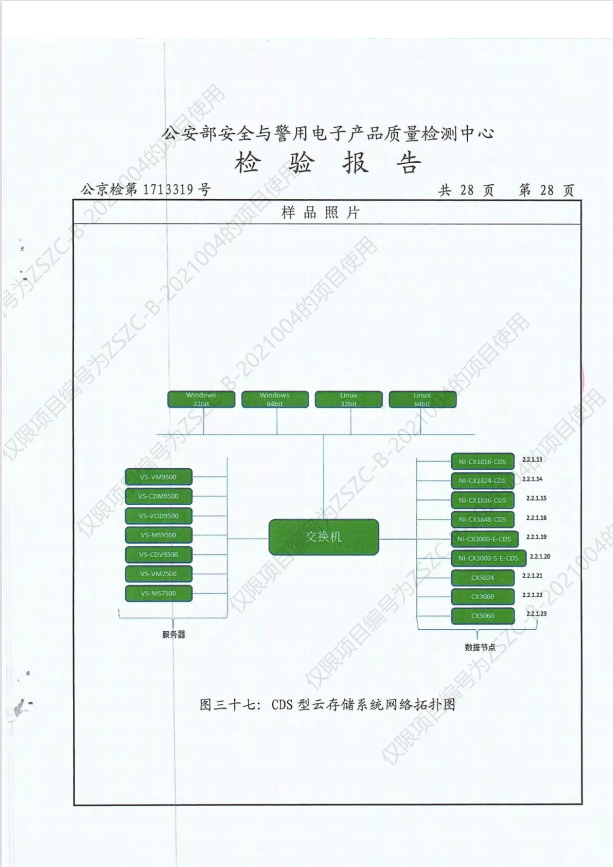 公安部安全与警用电子产品质量检测中心
检验报告
公京检第1713319号 共 28 页 第 28 页
样品照片
Windows 32bit
Windows 64bit
Linux 32bit
Linux 64bit
VS-VM9500
VS-CDM9500
VS-VOD9500
VS-MS9500
VS-CDV9500
VS-VM7500
VS-MS7500
服务器
交换机
NI-CX1816-CDS 2.2.1.13
NI-CX1824-CDS 2.2.1.14
NI-CX1836-CDS 2.2.1.15
NI-CX1648-CDS 2.2.1.16
NI-CX3000-E-CDS 2.2.1.19
NI-CX3000-S-E-CDS 2.2.1.20
CX5024 2.2.1.21
CX3060 2.2.1.22
CX5060 2.2.1.23
数据节点
图三十七：CDS 型云存储系统网络拓扑图
仅限项目编号为ZSZC-B-2021004的项目使用